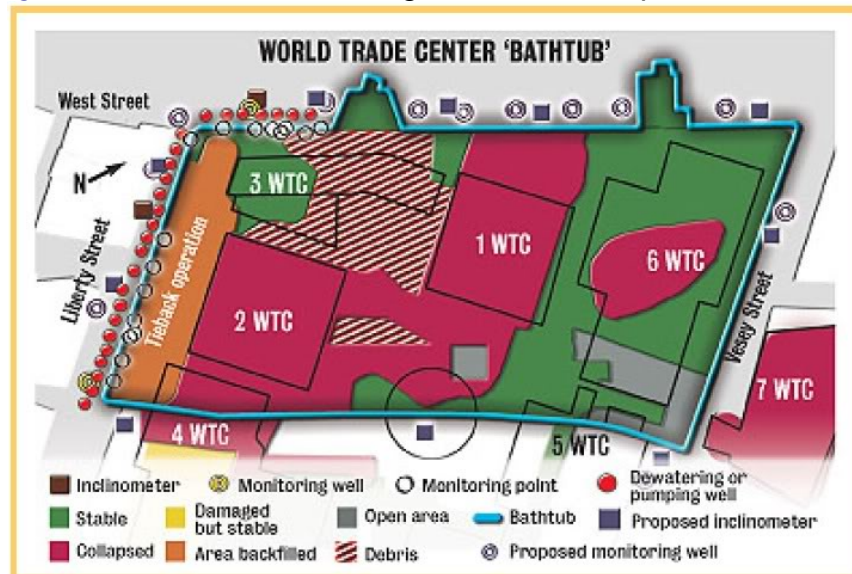 WORLD TRADE CENTER 'BATHTUB'
West Street
N
3 WTC
1 WTC
6 WTC
Liberty Street
Tieback operation
2 WTC
Vesey Street
7 WTC
4 WTC
5 WTC
Inclinometer
Monitoring well
Monitoring point
Dewatering or
pumping well
Stable
Damaged
but stable
Open area
Bathtub
Proposed inclinometer
Collapsed
Area backfilled
Debris
Proposed monitoring well